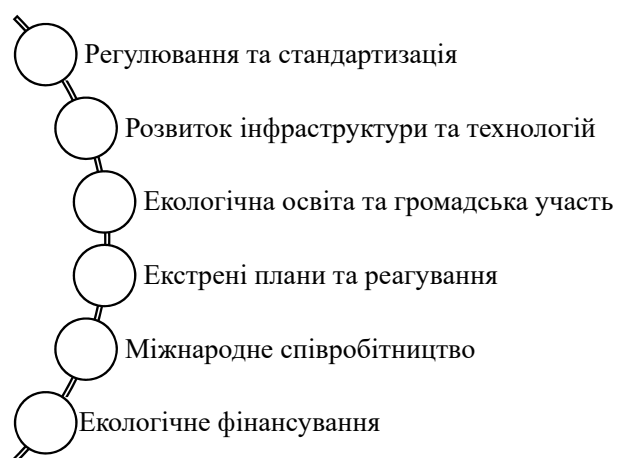 Регулювання та стандартизація
Розвиток інфраструктури та технологій
Екологічна освіта та громадська участь
Екстрені плани та реагування
Міжнародне співробітництво
Екологічне фінансування